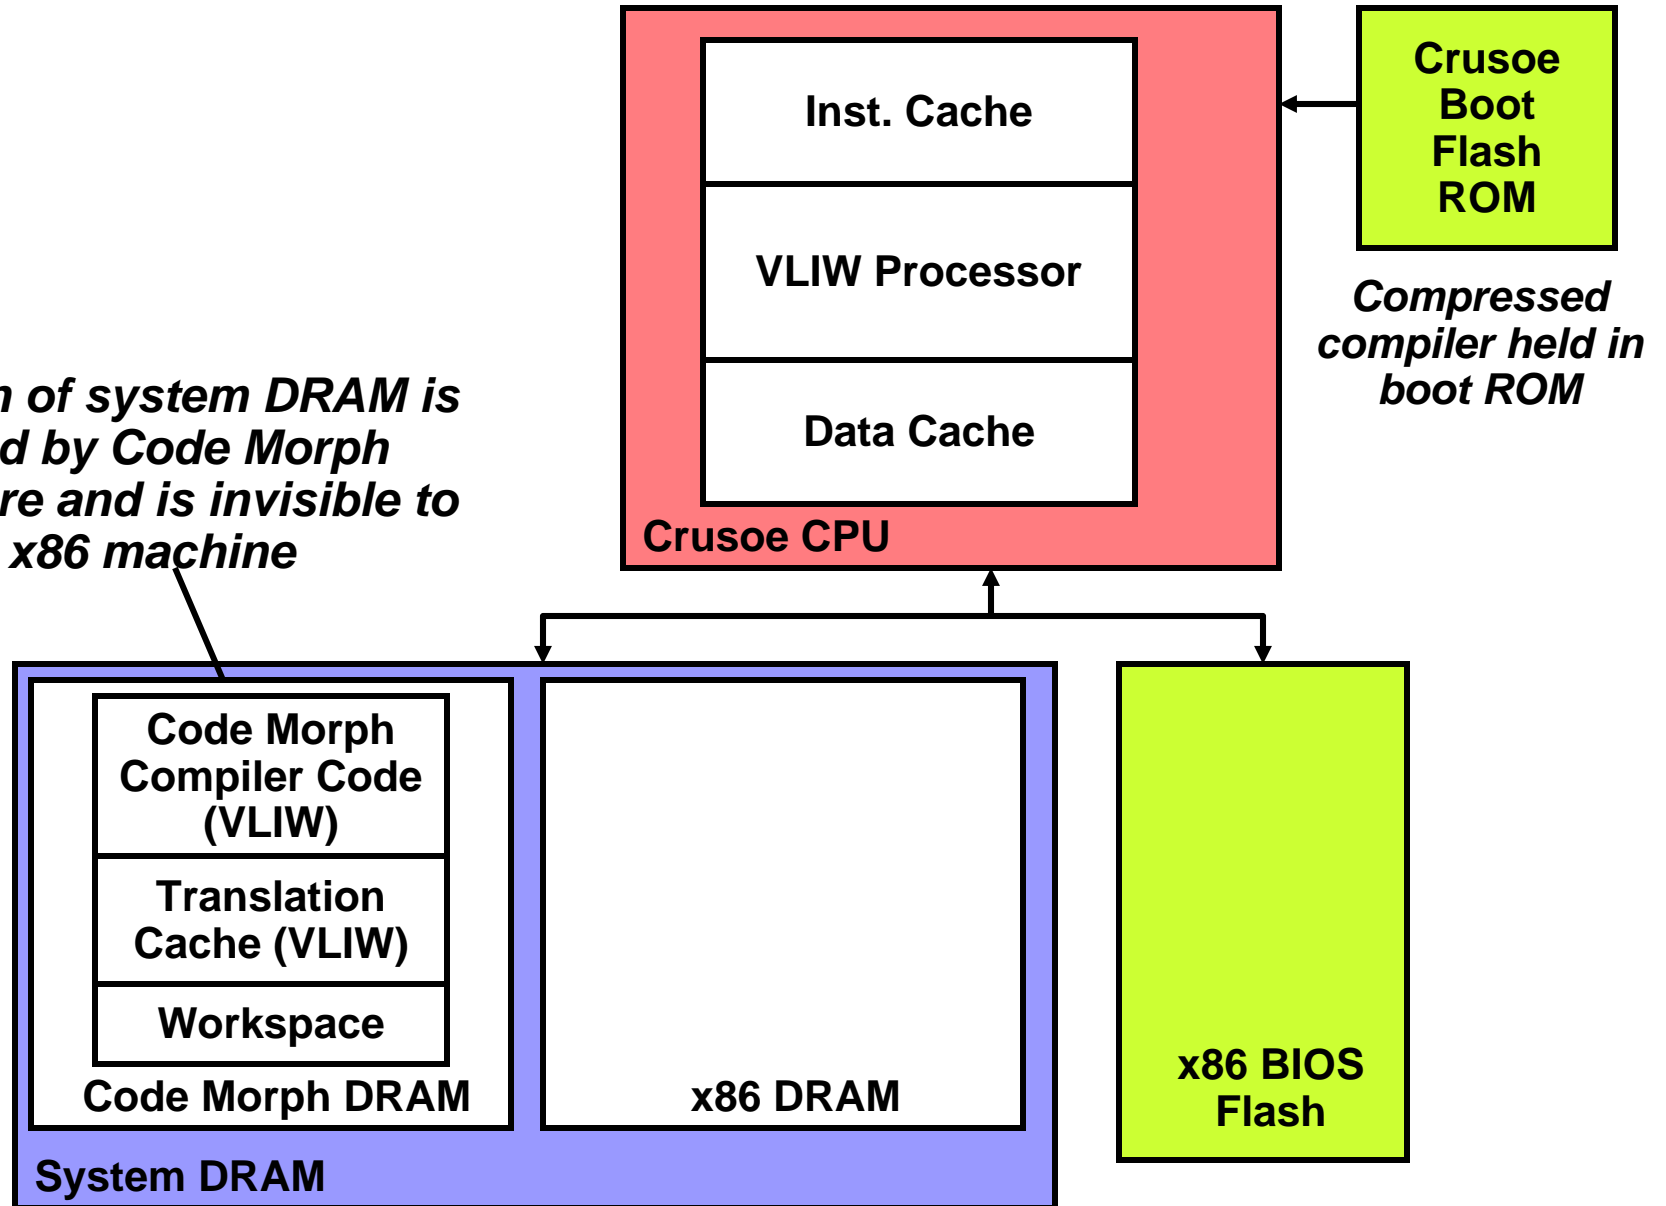 Inst. Cache
VLIW Processor
Data Cache
Crusoe CPU
Crusoe
Boot
Flash
ROM
Compressed
compiler held in
boot ROM
of system DRAM is
by Code Morph
and is invisible to
x86 machine
Code Morph
Compiler Code
(VLIW)
Translation
Cache (VLIW)
Workspace
Code Morph DRAM
x86 DRAM
System DRAM
x86 BIOS
Flash